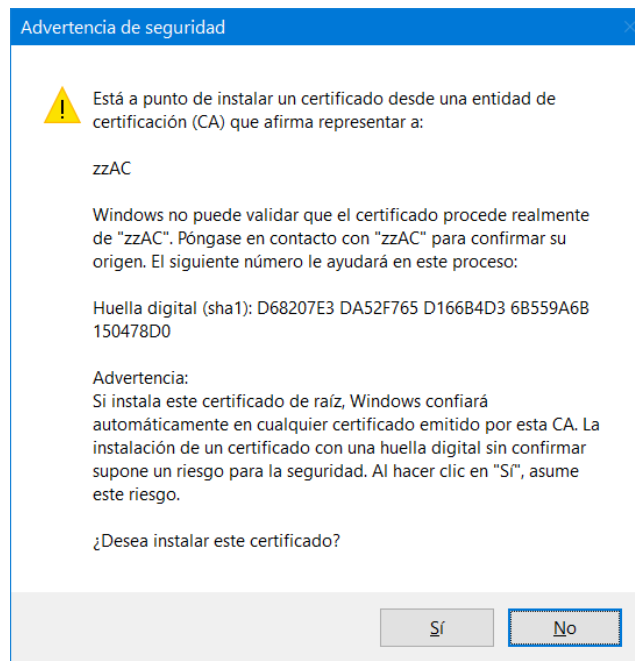 Advertencia de seguridad
Está a punto de instalar un certificado desde una entidad de
certificación (CA) que afirma representar a:
zzAC
Windows no puede validar que el certificado procede realmente
de "zzAC". Póngase en contacto con "zzAC" para confirmar su
origen. El siguiente número le ayudará en este proceso:
Huella digital (sha1): D68207E3 DA52F765 D166B4D3 6B559A6B
150478D0
Advertencia:
Si instala este certificado de raíz, Windows confiará
automáticamente en cualquier certificado emitido por esta CA. La
instalación de un certificado con una huella digital sin confirmar
supone un riesgo para la seguridad. Al hacer clic en "Sí", asume
este riesgo.
¿Desea instalar este certificado?
Sí No